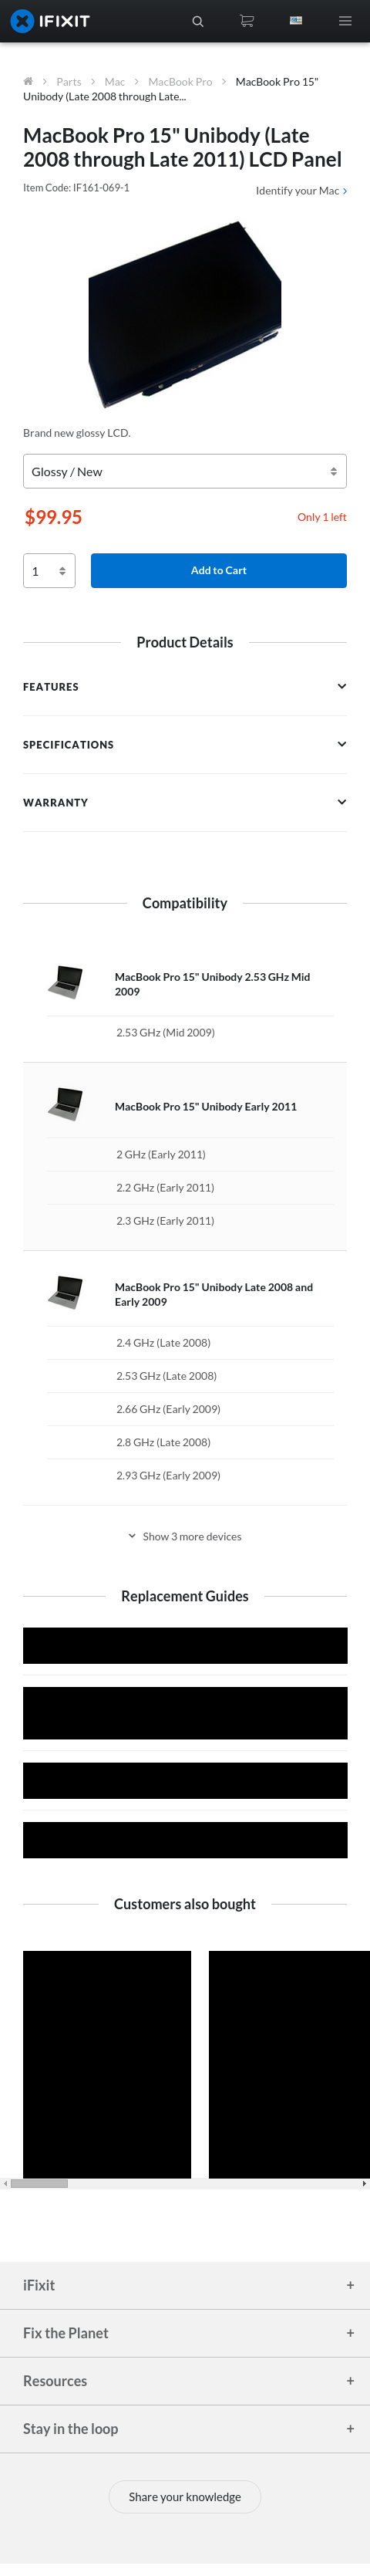 IFIXIT
Parts Mac MacBook Pro MacBook Pro 15"
Unibody (Late 2008 through Late...
MacBook Pro 15" Unibody (Late
2008 through Late 2011) LCD Panel
Item Code: IF161-069-1
Identify your Mac
Brand new glossy LCD.
Glossy / New
$99.95
Only 1 left
1
Add to Cart
Product Details
FEATURES
SPECIFICATIONS
WARRANTY
Compatibility
MacBook Pro 15" Unibody 2.53 GHz Mid
2009
2.53 GHz (Mid 2009)
MacBook Pro 15" Unibody Early 2011
2 GHz (Early 2011)
2.2 GHz (Early 2011)
2.3 GHz (Early 2011)
MacBook Pro 15" Unibody Late 2008 and
Early 2009
2.4 GHz (Late 2008)
2.53 GHz (Late 2008)
2.66 GHz (Early 2009)
2.8 GHz (Late 2008)
2.93 GHz (Early 2009)
Show 3 more devices
Replacement Guides
Customers also bought
iFixit +
Fix the Planet +
Resources +
Stay in the loop +
Share your knowledge